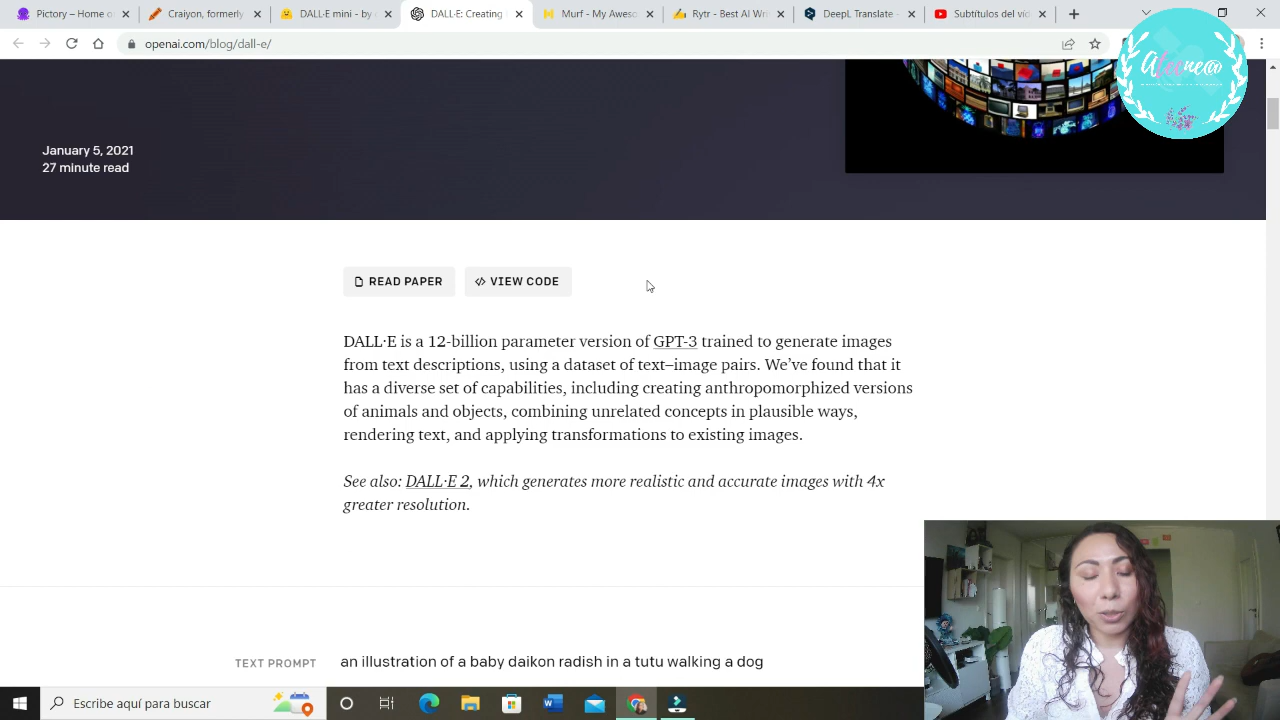 Pictory – Home o
Craiyon, formerly
DALL·E mini - by
DALL·E: Creating
Murf - My Aweso
Rytr - Best AI Wri
DeepL Translate -
Subtítulos del víd
openai.com/blog/dall-e/
January 5, 2021
27 minute read
READ PAPER
VIEW CODE
DALL·E is a 12-billion parameter version of GPT-3 trained to generate images
from text descriptions, using a dataset of text–image pairs. We’ve found that it
has a diverse set of capabilities, including creating anthropomorphized versions
of animals and objects, combining unrelated concepts in plausible ways,
rendering text, and applying transformations to existing images.
See also: DALL·E 2, which generates more realistic and accurate images with 4x
greater resolution.
TEXT PROMPT
an illustration of a baby daikon radish in a tutu walking a dog
Escribe aquí para buscar